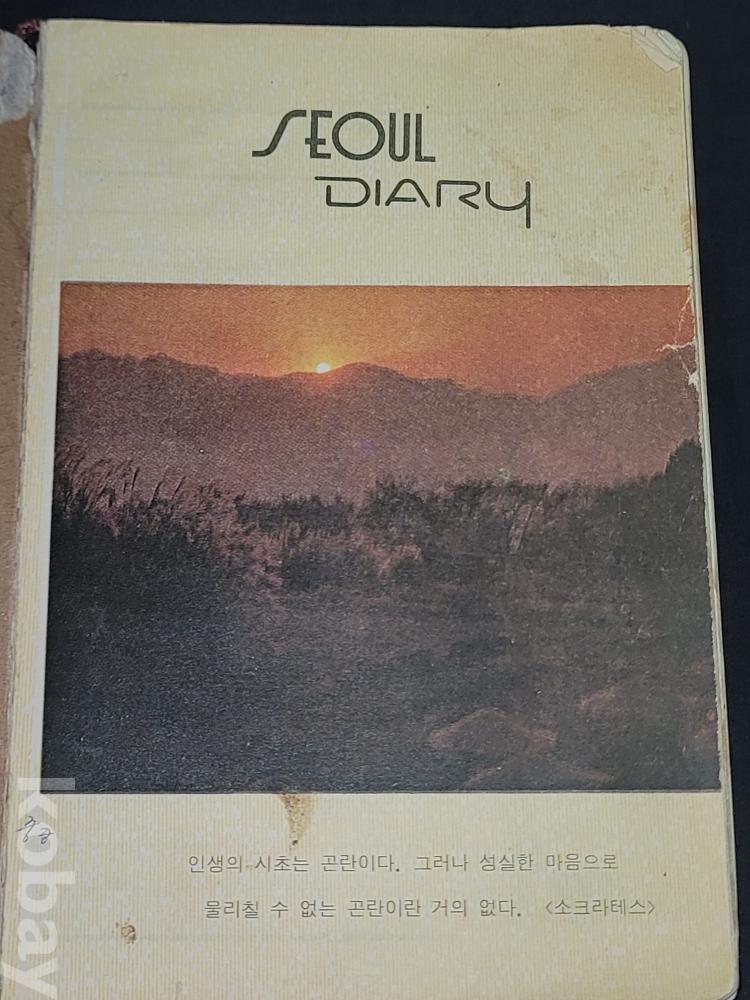 SEOUL
DIARY
인생의 시초는 곤란이다. 그러나 성실한 마음으로
물리칠 수 없는 곤란이란 거의 없다. <소크라테스>
kobay